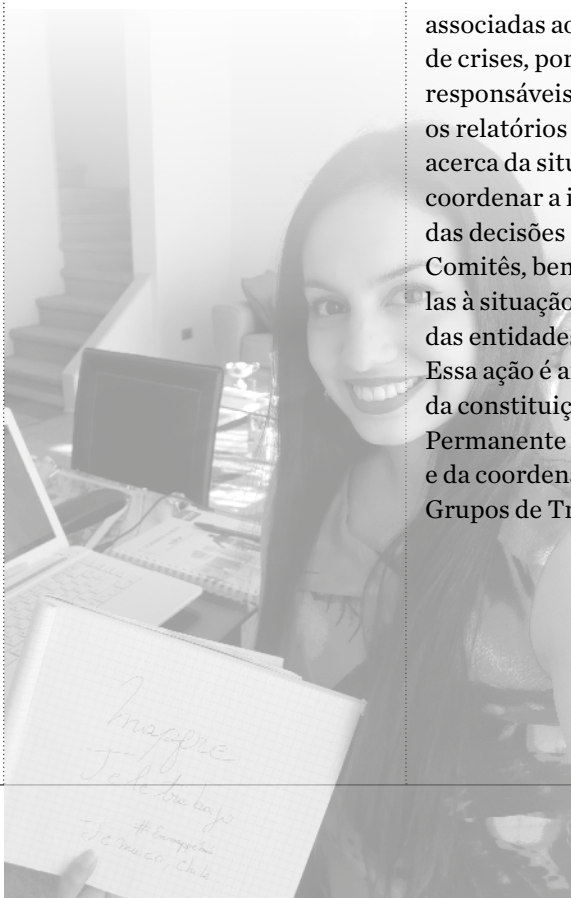 associadas ao
de crises, por
responsáveis
os relatórios
acerca da situ
coordenar a i
das decisões
Comitês, bem
las à situação
das entidades
Essa ação é a
da constituiç
Permanente
e da coordena
Grupos de Tr
Mapfre
Teletrabajo
Temuco, Chile